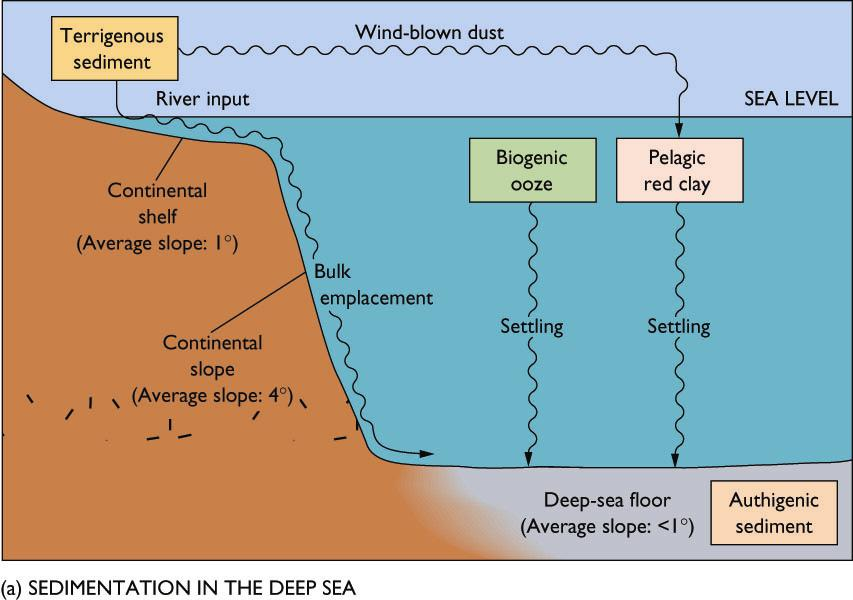 Terrigenous
sediment
Wind-blown dust
River input
SEA LEVEL
Biogenic
ooze
Pelagic
red clay
Continental
shelf
(Average slope: 1°)
Bulk
emplacement
Settling
Settling
Continental
slope
(Average slope: 4°)
Deep-sea floor
(Average slope: <1°)
Authigenic
sediment
(a) SEDIMENTATION IN THE DEEP SEA